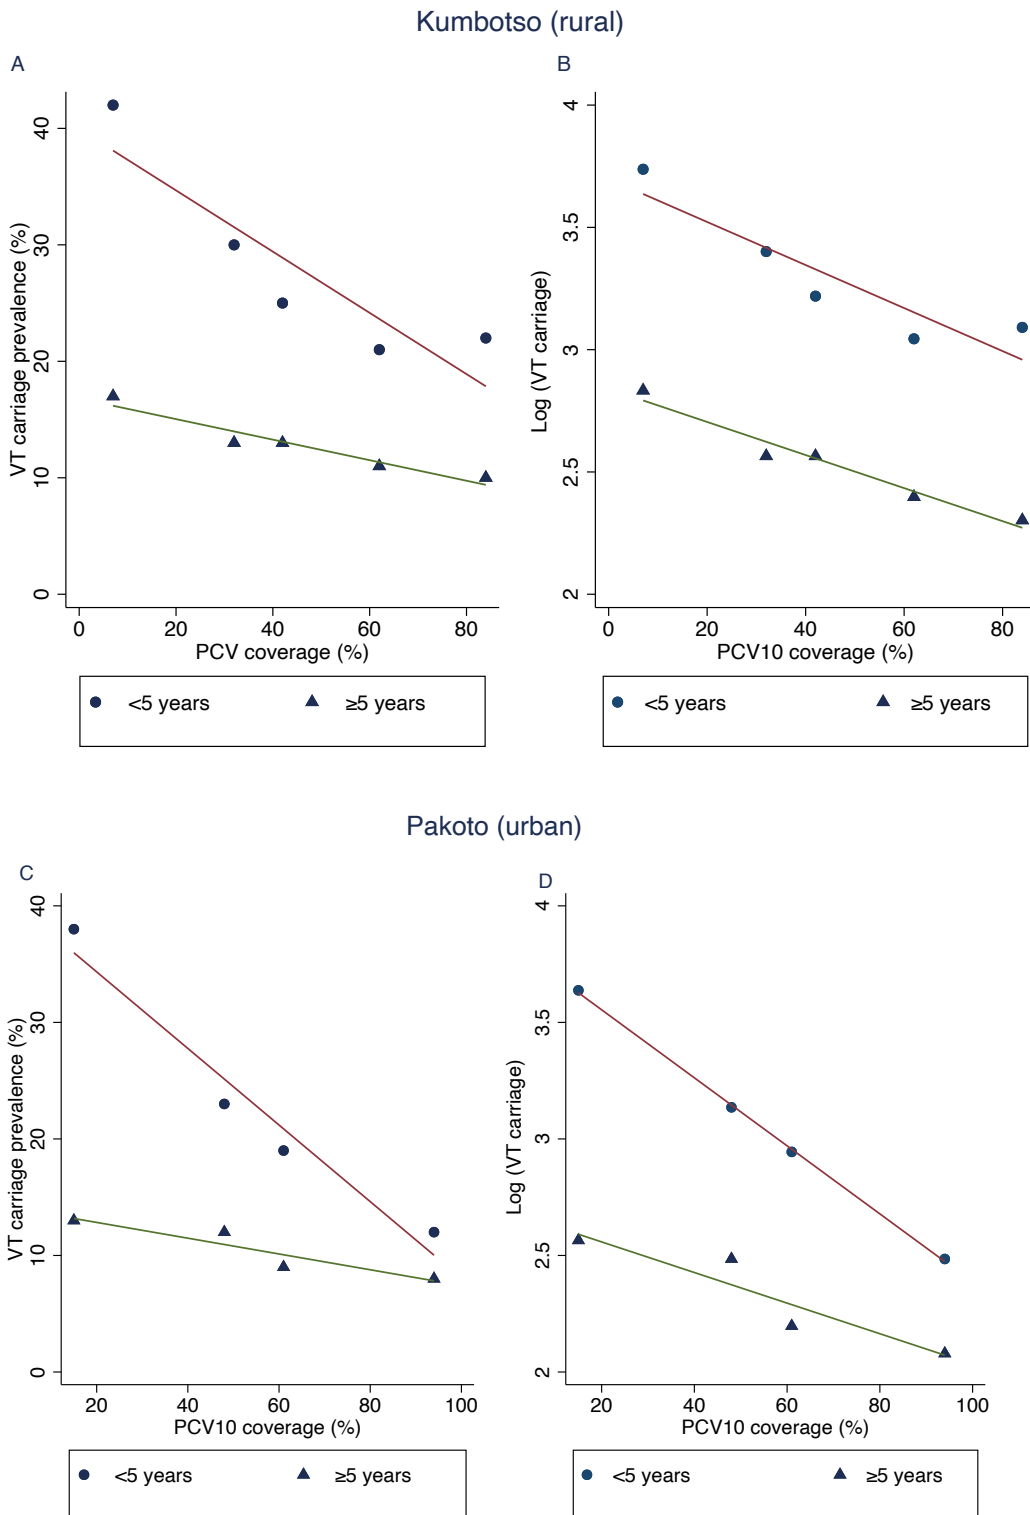 Kumbotso (rural)
A
B
VT carriage prevalence (%)
40
30
20
10
0
0 20 40 60 80
PCV coverage (%)
<5 years ≥5 years
Log (VT carriage)
4
3.5
3
2.5
2
0 20 40 60 80
PCV10 coverage (%)
<5 years ≥5 years
Pakoto (urban)
C
D
VT carriage prevalence (%)
40
30
20
10
0
20 40 60 80 100
PCV10 coverage (%)
<5 years ≥5 years
Log (VT carriage)
4
3.5
3
2.5
2
20 40 60 80 100
PCV10 coverage (%)
<5 years ≥5 years